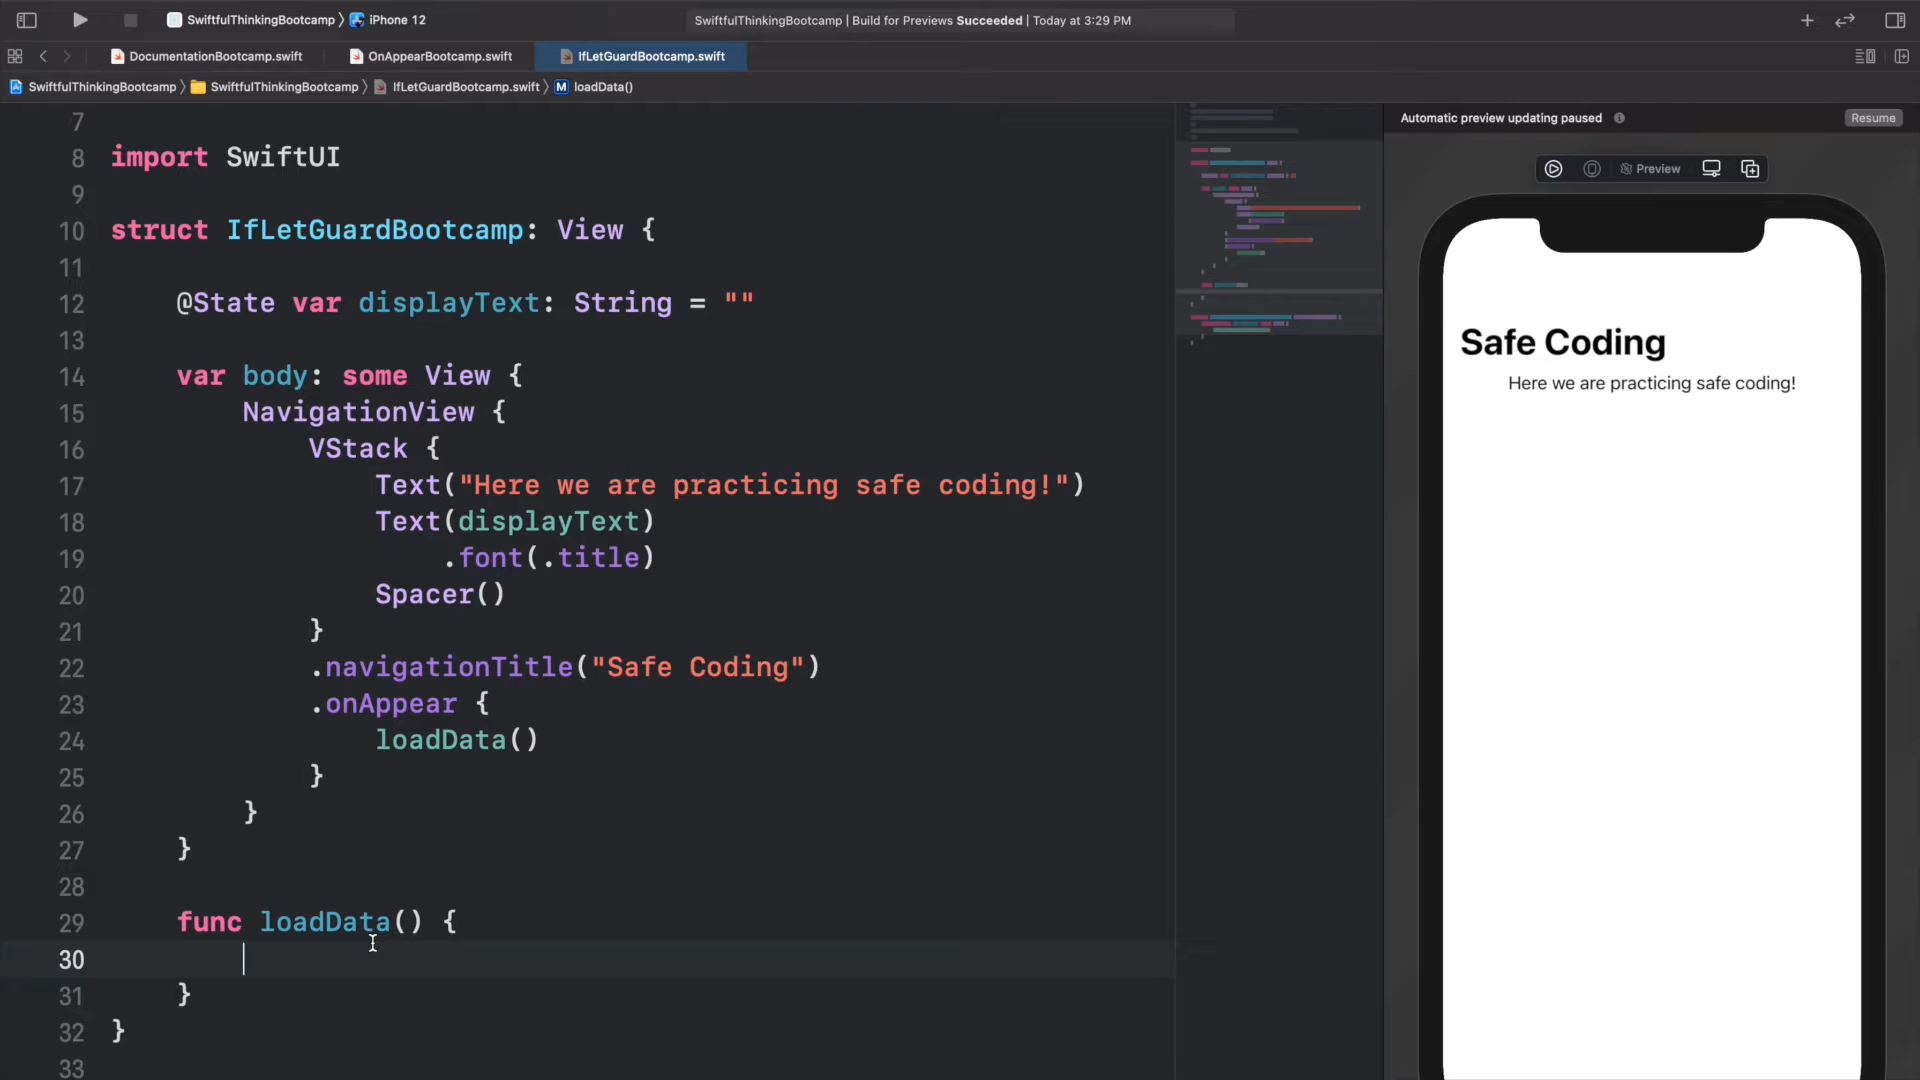 SwiftfulThinkingBootcamp 〉 iPhone 12
SwiftfulThinkingBootcamp | Build for Previews Succeeded | Today at 3:29 PM
DocumentationBootcamp.swift
OnAppearBootcamp.swift
IfLetGuardBootcamp.swift
SwiftfulThinkingBootcamp 〉 SwiftfulThinkingBootcamp 〉 IfLetGuardBootcamp.swift 〉 M loadData()
7
8 import SwiftUI
9
10 struct IfLetGuardBootcamp: View {
11
12 @State var displayText: String = ""
13
14 var body: some View {
15 NavigationView {
16 VStack {
17 Text("Here we are practicing safe coding!")
18 Text(displayText)
19 .font(.title)
20 Spacer()
21 }
22 .navigationTitle("Safe Coding")
23 .onAppear {
24 loadData()
25 }
26 }
27 }
28
29 func loadData() {
30
31 }
32 }
33
Automatic preview updating paused
Resume
Preview
Safe Coding
Here we are practicing safe coding!